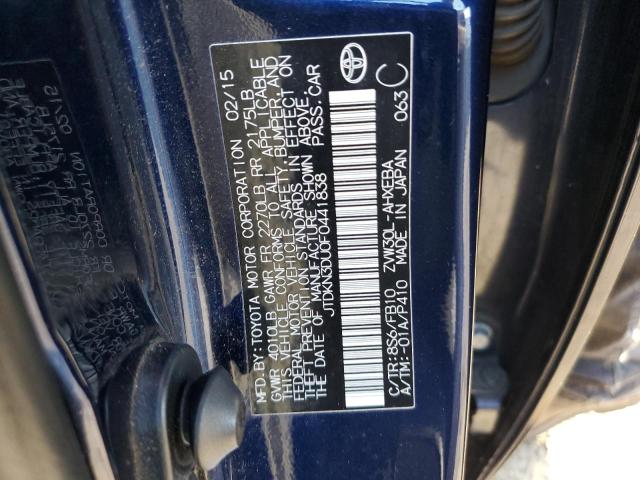 MFD.BY: TOYOTA MOTOR CORPORATION 02/15
GVWR 4010LB GAWR FR 2270LB RR 2175LB
THIS VEHICLE CONFORMS TO ALL APPLICABLE
FEDERAL MOTOR VEHICLE SAFETY, BUMPER, AND
THEFT PREVENTION STANDARDS IN EFFECT ON
THE DATE OF MANUFACTURE SHOWN ABOVE.
JTDKN3DU0F0441838 PASS. CAR
C/TR:8S6/FB10 ZVW30L-AHXEBA
A/TM:-01A/P410 MADE IN JAPAN 063 C